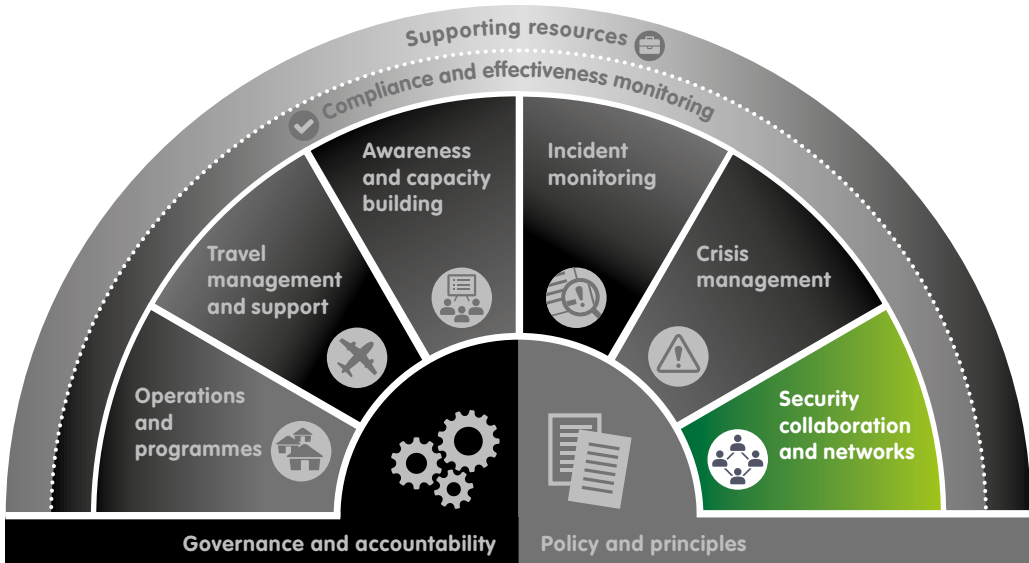 Supporting resources
Compliance and effectiveness monitoring
Awareness
and capacity
building
Incident
monitoring
Travel
management
and support
Crisis
management
Operations
and
programmes
Security
collaboration
and networks
Governance and accountability
Policy and principles